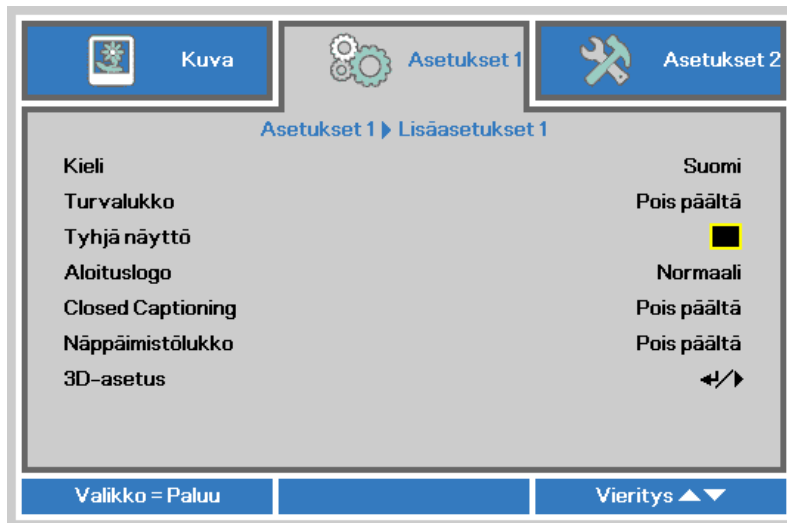 Kuva
Asetukset 1
Asetukset 2
Asetukset 1 Lisäasetukset 1
Kieli Suomi
Turvalukko Pois päältä
Tyhjä näyttö
Aloituslogo Normaali
Closed Captioning Pois päältä
Näppäimistölukko Pois päältä
3D-asetus
Valikko = Paluu
Vieritys